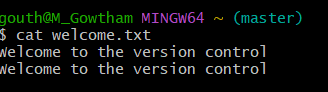 gouth@M_Gowtham MINGW64 ~ (master)
$ cat welcome.txt
Welcome to the version control
Welcome to the version control